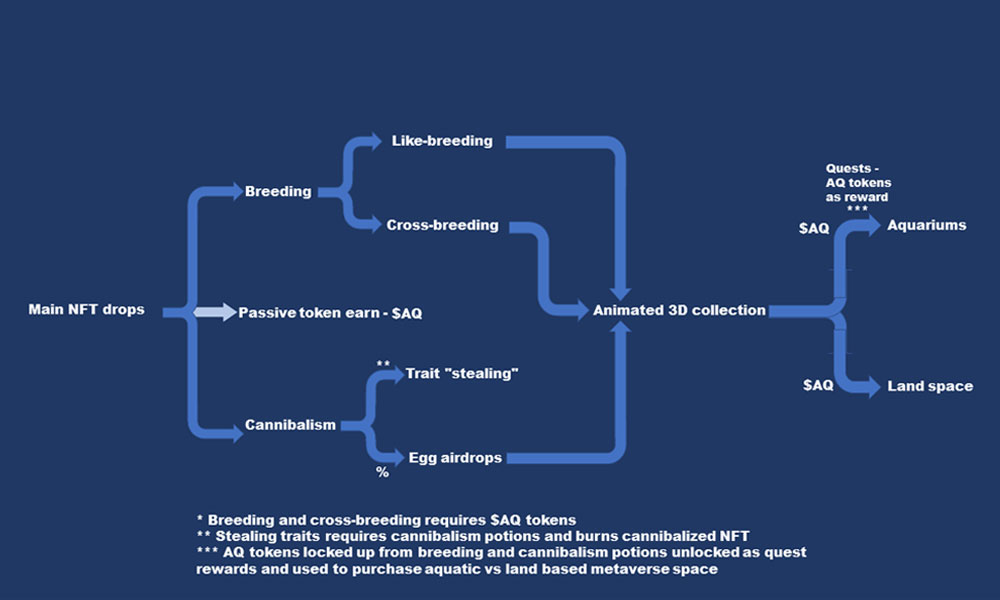 Like-breeding
Quests -
AQ tokens
as reward
***
Breeding
Cross-breeding
$AQ
Aquariums
Main NFT drops
Passive token earn - $AQ
Animated 3D collection
**
Trait "stealing"
$AQ
Land space
Cannibalism
Egg airdrops
%
* Breeding and cross-breeding requires $AQ tokens
** Stealing traits requires cannibalism potions and burns cannibalized NFT
*** AQ tokens locked up from breeding and cannibalism potions unlocked as quest
rewards and used to purchase aquatic vs land based metaverse space